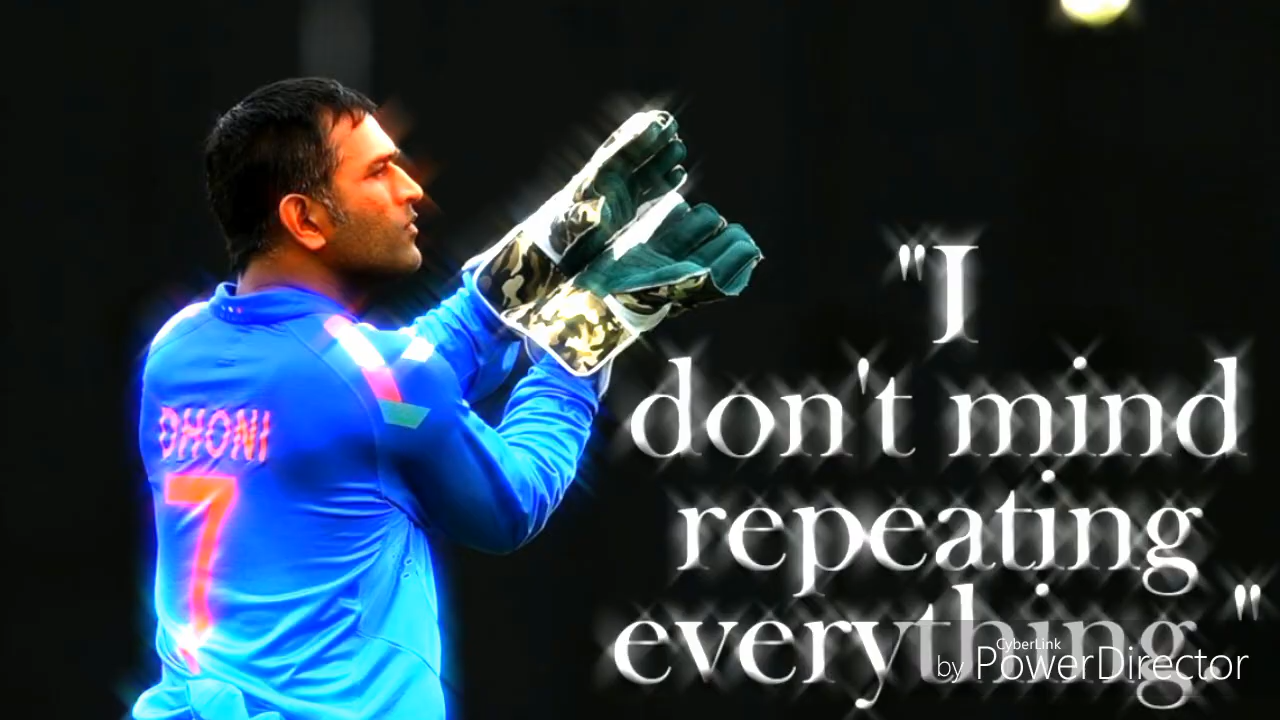 DHONI
7
"I
don't mind
repeating
everything."
CyberLink
by PowerDirector